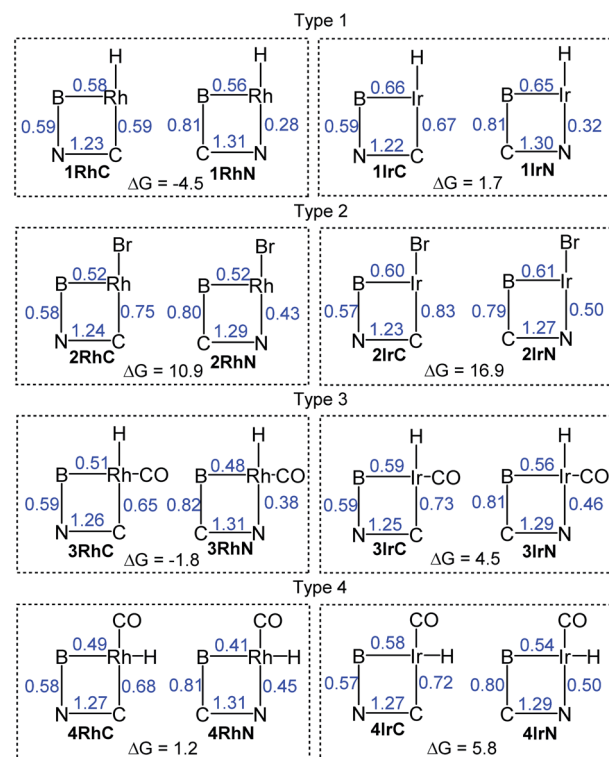 Type 1
H H H H
0.58 0.56 0.66 0.65
B Rh B Rh B Ir B Ir
0.59 0.59 0.81 0.28 0.59 0.67 0.81 0.32
1.23 1.31 1.22 1.30
N C C N N C C N
1RhC 1RhN 1IrC 1IrN
ΔG = -4.5 ΔG = 1.7
Type 2
Br Br Br Br
0.52 0.52 0.60 0.61
B Rh B Rh B Ir B Ir
0.58 0.75 0.80 0.43 0.57 0.83 0.79 0.50
1.24 1.29 1.23 1.27
N C C N N C C N
2RhC 2RhN 2IrC 2IrN
ΔG = 10.9 ΔG = 16.9
Type 3
H H H H
0.51 0.48 0.59 0.56
B Rh-CO B Rh-CO B Ir-CO B Ir-CO
0.59 0.65 0.82 0.38 0.59 0.73 0.81 0.46
1.26 1.31 1.25 1.29
N C C N N C C N
3RhC 3RhN 3IrC 3IrN
ΔG = -1.8 ΔG = 4.5
Type 4
CO CO CO CO
0.49 0.41 0.58 0.54
B Rh-H B Rh-H B Ir-H B Ir-H
0.58 0.68 0.81 0.45 0.57 0.72 0.80 0.50
1.27 1.31 1.27 1.29
N C C N N C C N
4RhC 4RhN 4IrC 4IrN
ΔG = 1.2 ΔG = 5.8